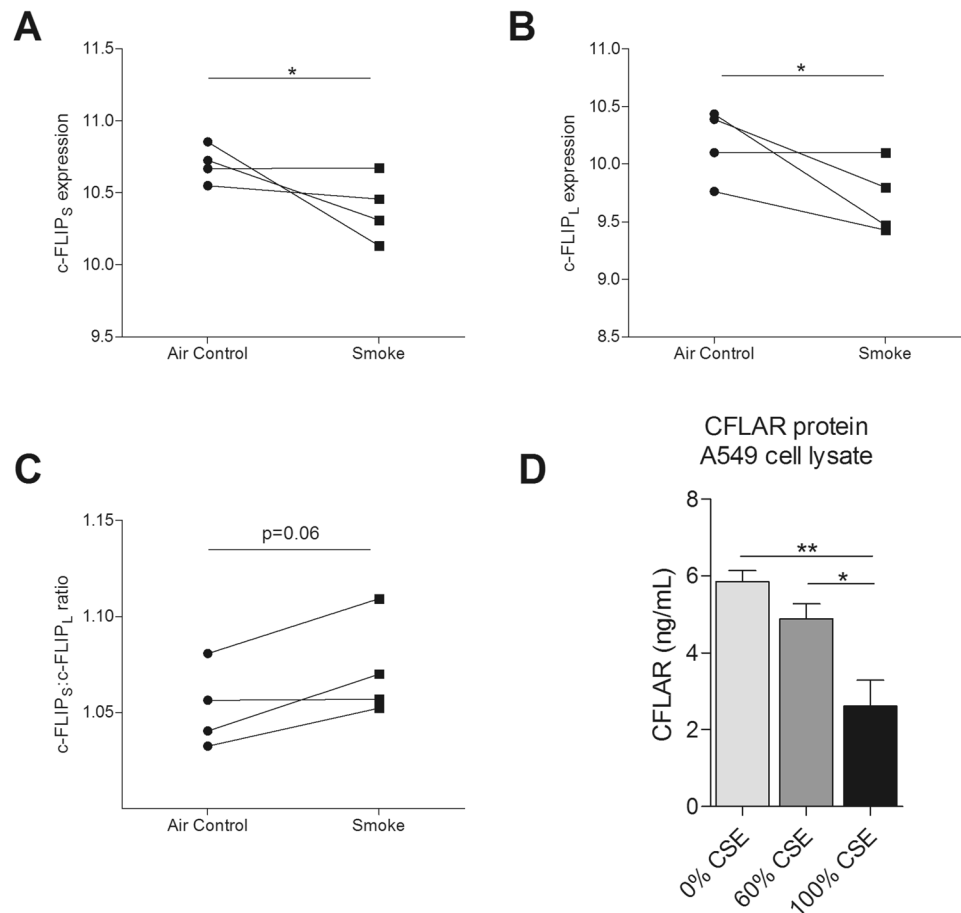 A
c-FLIPS expression
11.5
11.0
10.5
10.0
9.5
*
Air Control
Smoke
B
c-FLIPL expression
11.0
10.5
10.0
9.5
9.0
8.5
*
Air Control
Smoke
C
c-FLIPS:c-FLIPL ratio
1.15
1.10
1.05
p=0.06
Air Control
Smoke
D
CFLAR protein
A549 cell lysate
CFLAR (ng/mL)
8
6
4
2
0
**
*
0% CSE
60% CSE
100% CSE